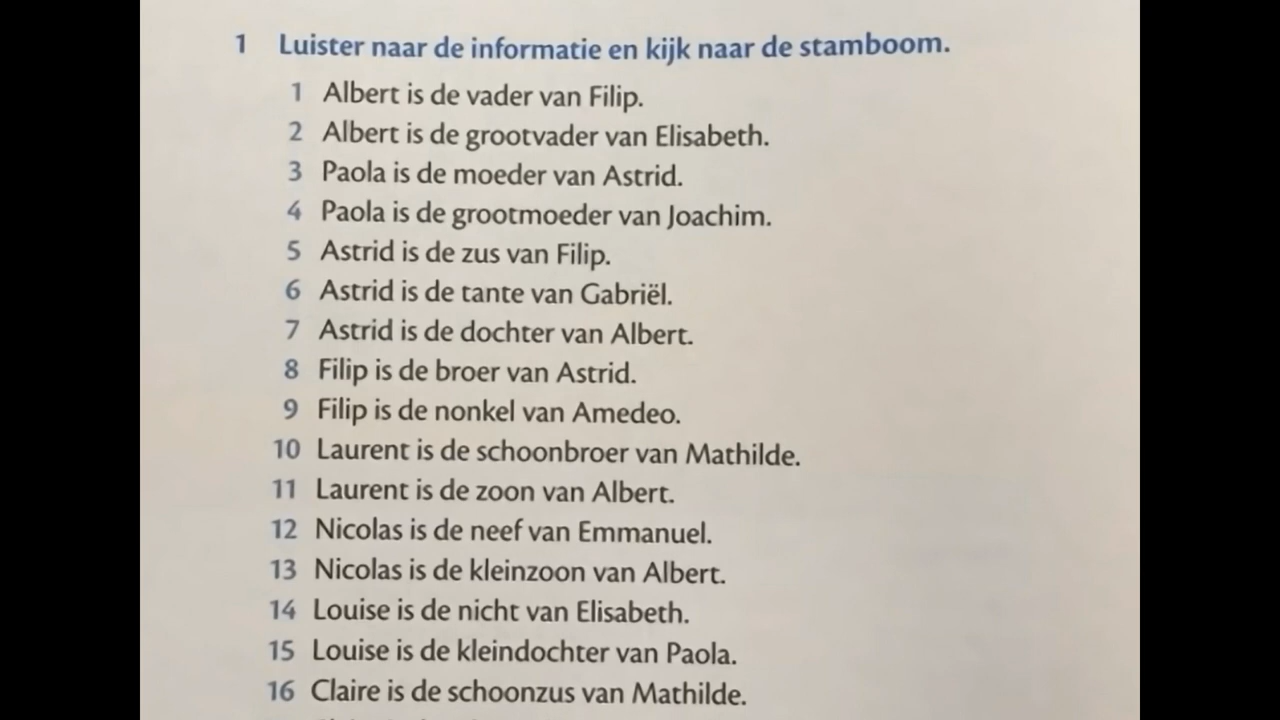 1 Luister naar de informatie en kijk naar de stamboom.
1 Albert is de vader van Filip.
2 Albert is de grootvader van Elisabeth.
3 Paola is de moeder van Astrid.
4 Paola is de grootmoeder van Joachim.
5 Astrid is de zus van Filip.
6 Astrid is de tante van Gabriël.
7 Astrid is de dochter van Albert.
8 Filip is de broer van Astrid.
9 Filip is de nonkel van Amedeo.
10 Laurent is de schoonbroer van Mathilde.
11 Laurent is de zoon van Albert.
12 Nicolas is de neef van Emmanuel.
13 Nicolas is de kleinzoon van Albert.
14 Louise is de nicht van Elisabeth.
15 Louise is de kleindochter van Paola.
16 Claire is de schoonzus van Mathilde.